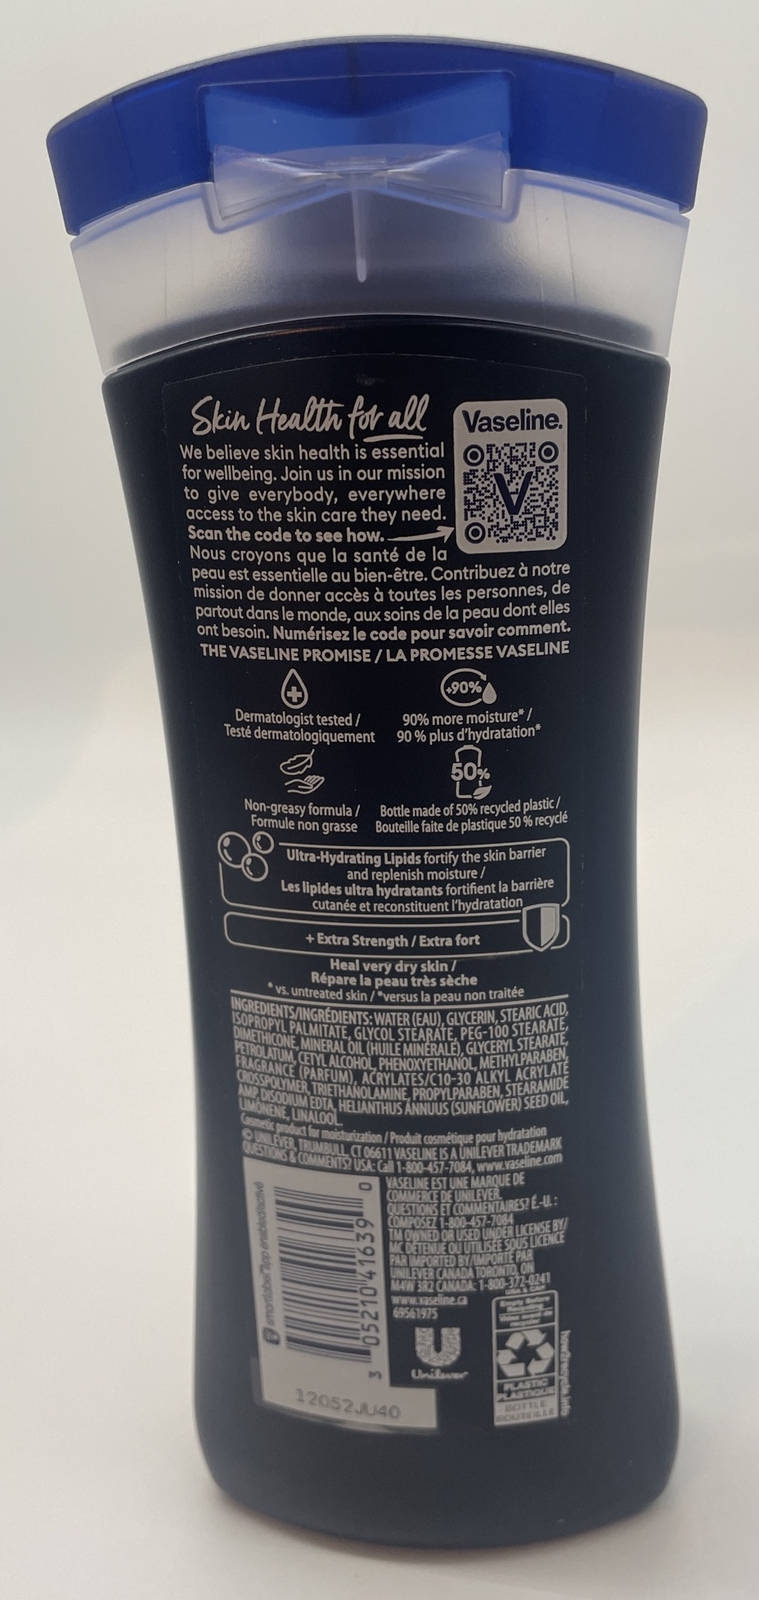 Skin Health for all
Vaseline.
We believe skin health is essential
for wellbeing. Join us in our mission
to give everybody, everywhere
access to the skin care they need.
Scan the code to see how.
V
Nous croyons que la santé de la
peau est essentielle au bien-être. Contribuez à notre
mission de donner accès à toutes les personnes, de
partout dans le monde, aux soins de la peau dont elles
ont besoin. Numérisez le code pour savoir comment.
THE VASELINE PROMISE / LA PROMESSE VASELINE
+90%
Dermatologist tested /
Testé dermatologiquement
90% more moisture* /
90 % plus d'hydratation*
50%
Non-greasy formula /
Formule non grasse
Bottle made of 50% recycled plastic /
Bouteille faite de plastique 50 % recyclé
Ultra-Hydrating Lipids fortify the skin barrier
and replenish moisture /
Les lipides ultra hydratants fortifient la barrière
cutanée et reconstituent l'hydratation
+ Extra Strength / Extra fort
Heal very dry skin /
Répare la peau très sèche
* vs. untreated skin / *versus la peau non traitée
INGREDIENTS/INGRÉDIENTS: WATER (EAU), GLYCERIN, STEARIC ACID,
ISOPROPYL PALMITATE, GLYCOL STEARATE, PEG-100 STEARATE,
DIMETHICONE, MINERAL OIL (HUILE MINÉRALE), GLYCERYL STEARATE,
PETROLATUM, CETYL ALCOHOL, PHENOXYETHANOL, METHYLPARABEN,
FRAGRANCE (PARFUM), ACRYLATES/C10-30 ALKYL ACRYLATE
CROSSPOLYMER, TRIETHANOLAMINE, PROPYLPARABEN, STEARAMIDE
AMP, DISODIUM EDTA, HELIANTHUS ANNUUS (SUNFLOWER) SEED OIL,
LIMONENE, LINALOOL.
Cosmetic product for moisturization / Produit cosmétique pour hydratation
© UNILEVER, TRUMBULL, CT 06611 VASELINE IS A UNILEVER TRADEMARK
QUESTIONS & COMMENTS? USA: Call 1-800-457-7084, www.vaseline.com
VASELINE EST UNE MARQUE DE
COMMERCE DE UNILEVER.
QUESTIONS ET COMMENTAIRES? É.-U. :
COMPOSEZ 1-800-457-7084
TM OWNED OR USED UNDER LICENSE BY/
MC DÉTENUE OU UTILISÉE SOUS LICENCE
PAR IMPORTED BY/IMPORTÉ PAR
UNILEVER CANADA TORONTO, ON
M4W 3R2 CANADA: 1-800-372-0241
www.vaseline.ca
69561975
smartlabel app enabled/activé
3 05210 41639 0
12052JU40
Unilever
Empty Before
Recycling
PLASTIC
PLASTIQUE
BOTTLE
BOUTEILLE
how2recycle.info